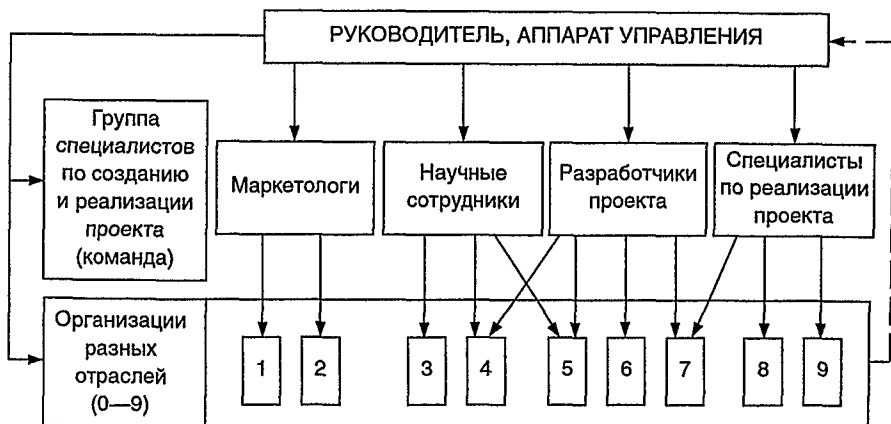 РУКОВОДИТЕЛЬ, АППАРАТ УПРАВЛЕНИЯ
Группа
специалистов
по созданию
и реализации
проекта
(команда)
Маркетологи
Научные
сотрудники
Разработчики
проекта
Специалисты
по реализации
проекта
Организации
разных
отраслей
(0—9)
1
2
3
4
5
6
7
8
9